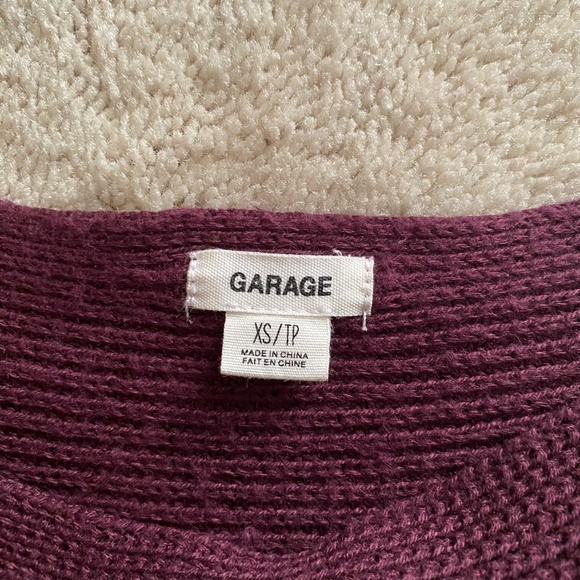 GARAGE
XS/TP
MADE IN CHINA
FAIT EN CHINE